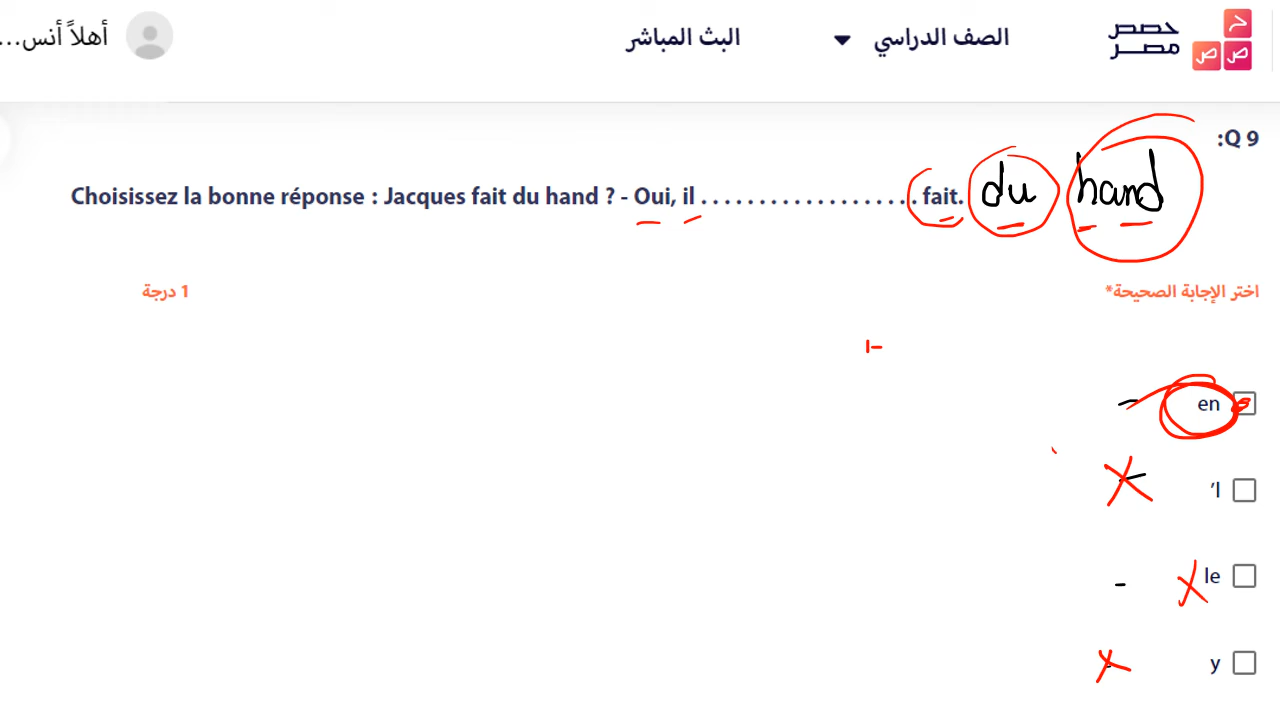 حصص مصر
الصف الدراسي
البث المباشر
أهلاً أنس...
Q 9:
Choisissez la bonne réponse : Jacques fait du hand ? - Oui, il . . . . . . . . . . . . . . . . . . . fait. du hand
اختر الإجابة الصحيحة*
1 درجة
1-
en
l'
le
y